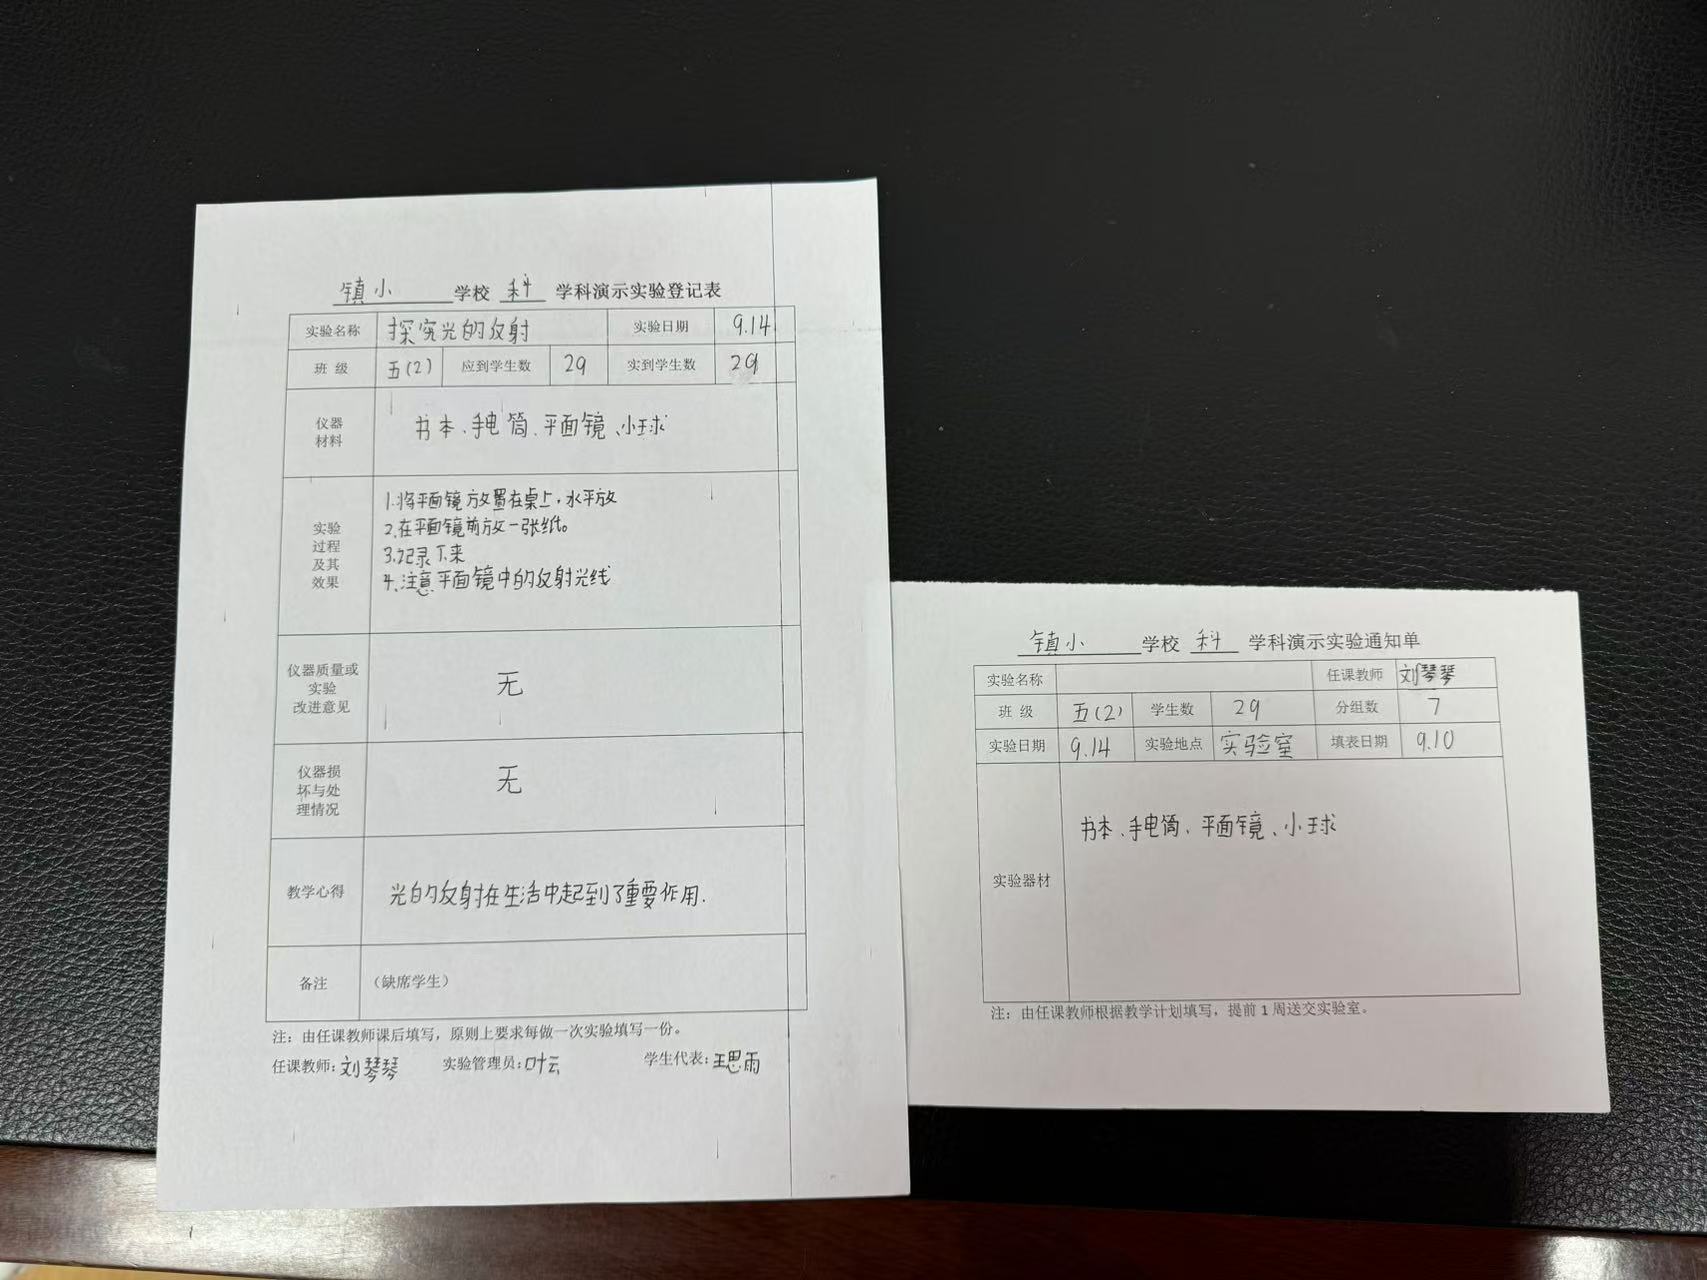 镇小 学校 科 学科演示实验登记表
实验名称 探究光的反射 实验日期 9.14
班 级 五(2) 应到学生数 29 实到学生数 29
仪器
材料
书本、手电筒、平面镜、小球
实验
过程
及其
效果
1.将平面镜放置在桌上,水平放
2.在平面镜前放一张纸。
3.记录下来
4.注意平面镜中的反射光线
仪器质量或
实验
改进意见
无
仪器损
坏与处
理情况
无
教学心得 光的反射在生活中起到了重要作用.
备注 (缺席学生)
注：由任课教师课后填写，原则上要求每做一次实验填写一份。
任课教师:刘琴琴 实验管理员:叶云 学生代表:王思雨
镇小 学校 科 学科演示实验通知单
实验名称 任课教师 刘琴琴
班 级 五(2) 学生数 29 分组数 7
实验日期 9.14 实验地点 实验室 填表日期 9.10
实验器材 书本、手电筒、平面镜、小球
注：由任课教师根据教学计划填写，提前 1 周送交实验室。